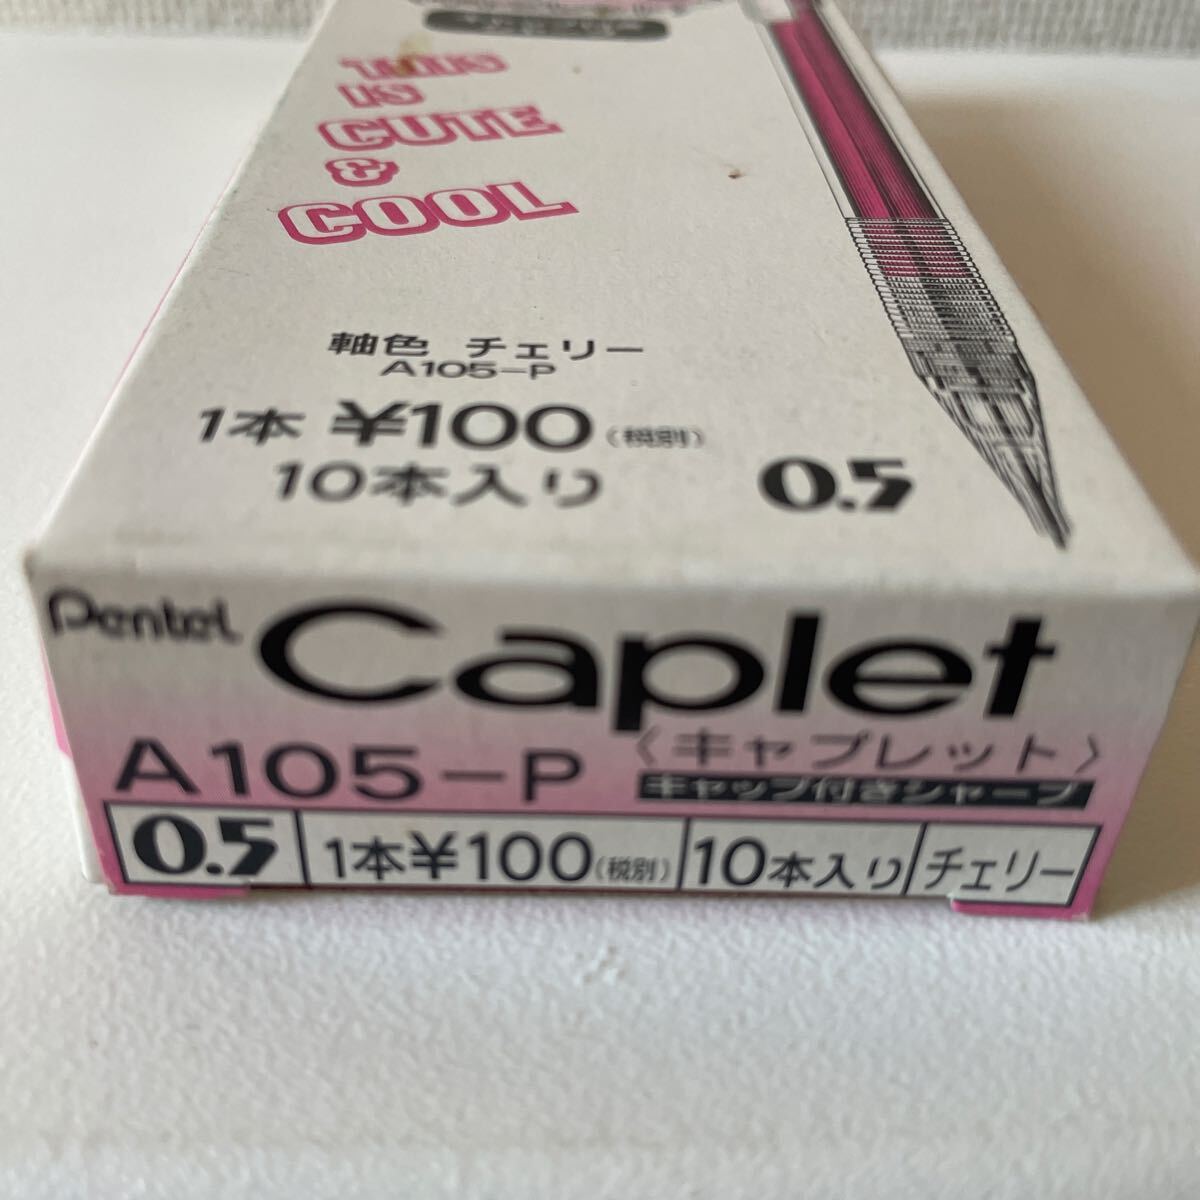 THIS
IS
CUTE
&
COOL
軸色 チェリー
A105-P
1本 ¥100(税別)
10本入り
0.5
Pentel Caplet
A105-P 〈キャプレット〉
キャップ付きシャープ
0.5 1本¥100(税別) 10本入り チェリー